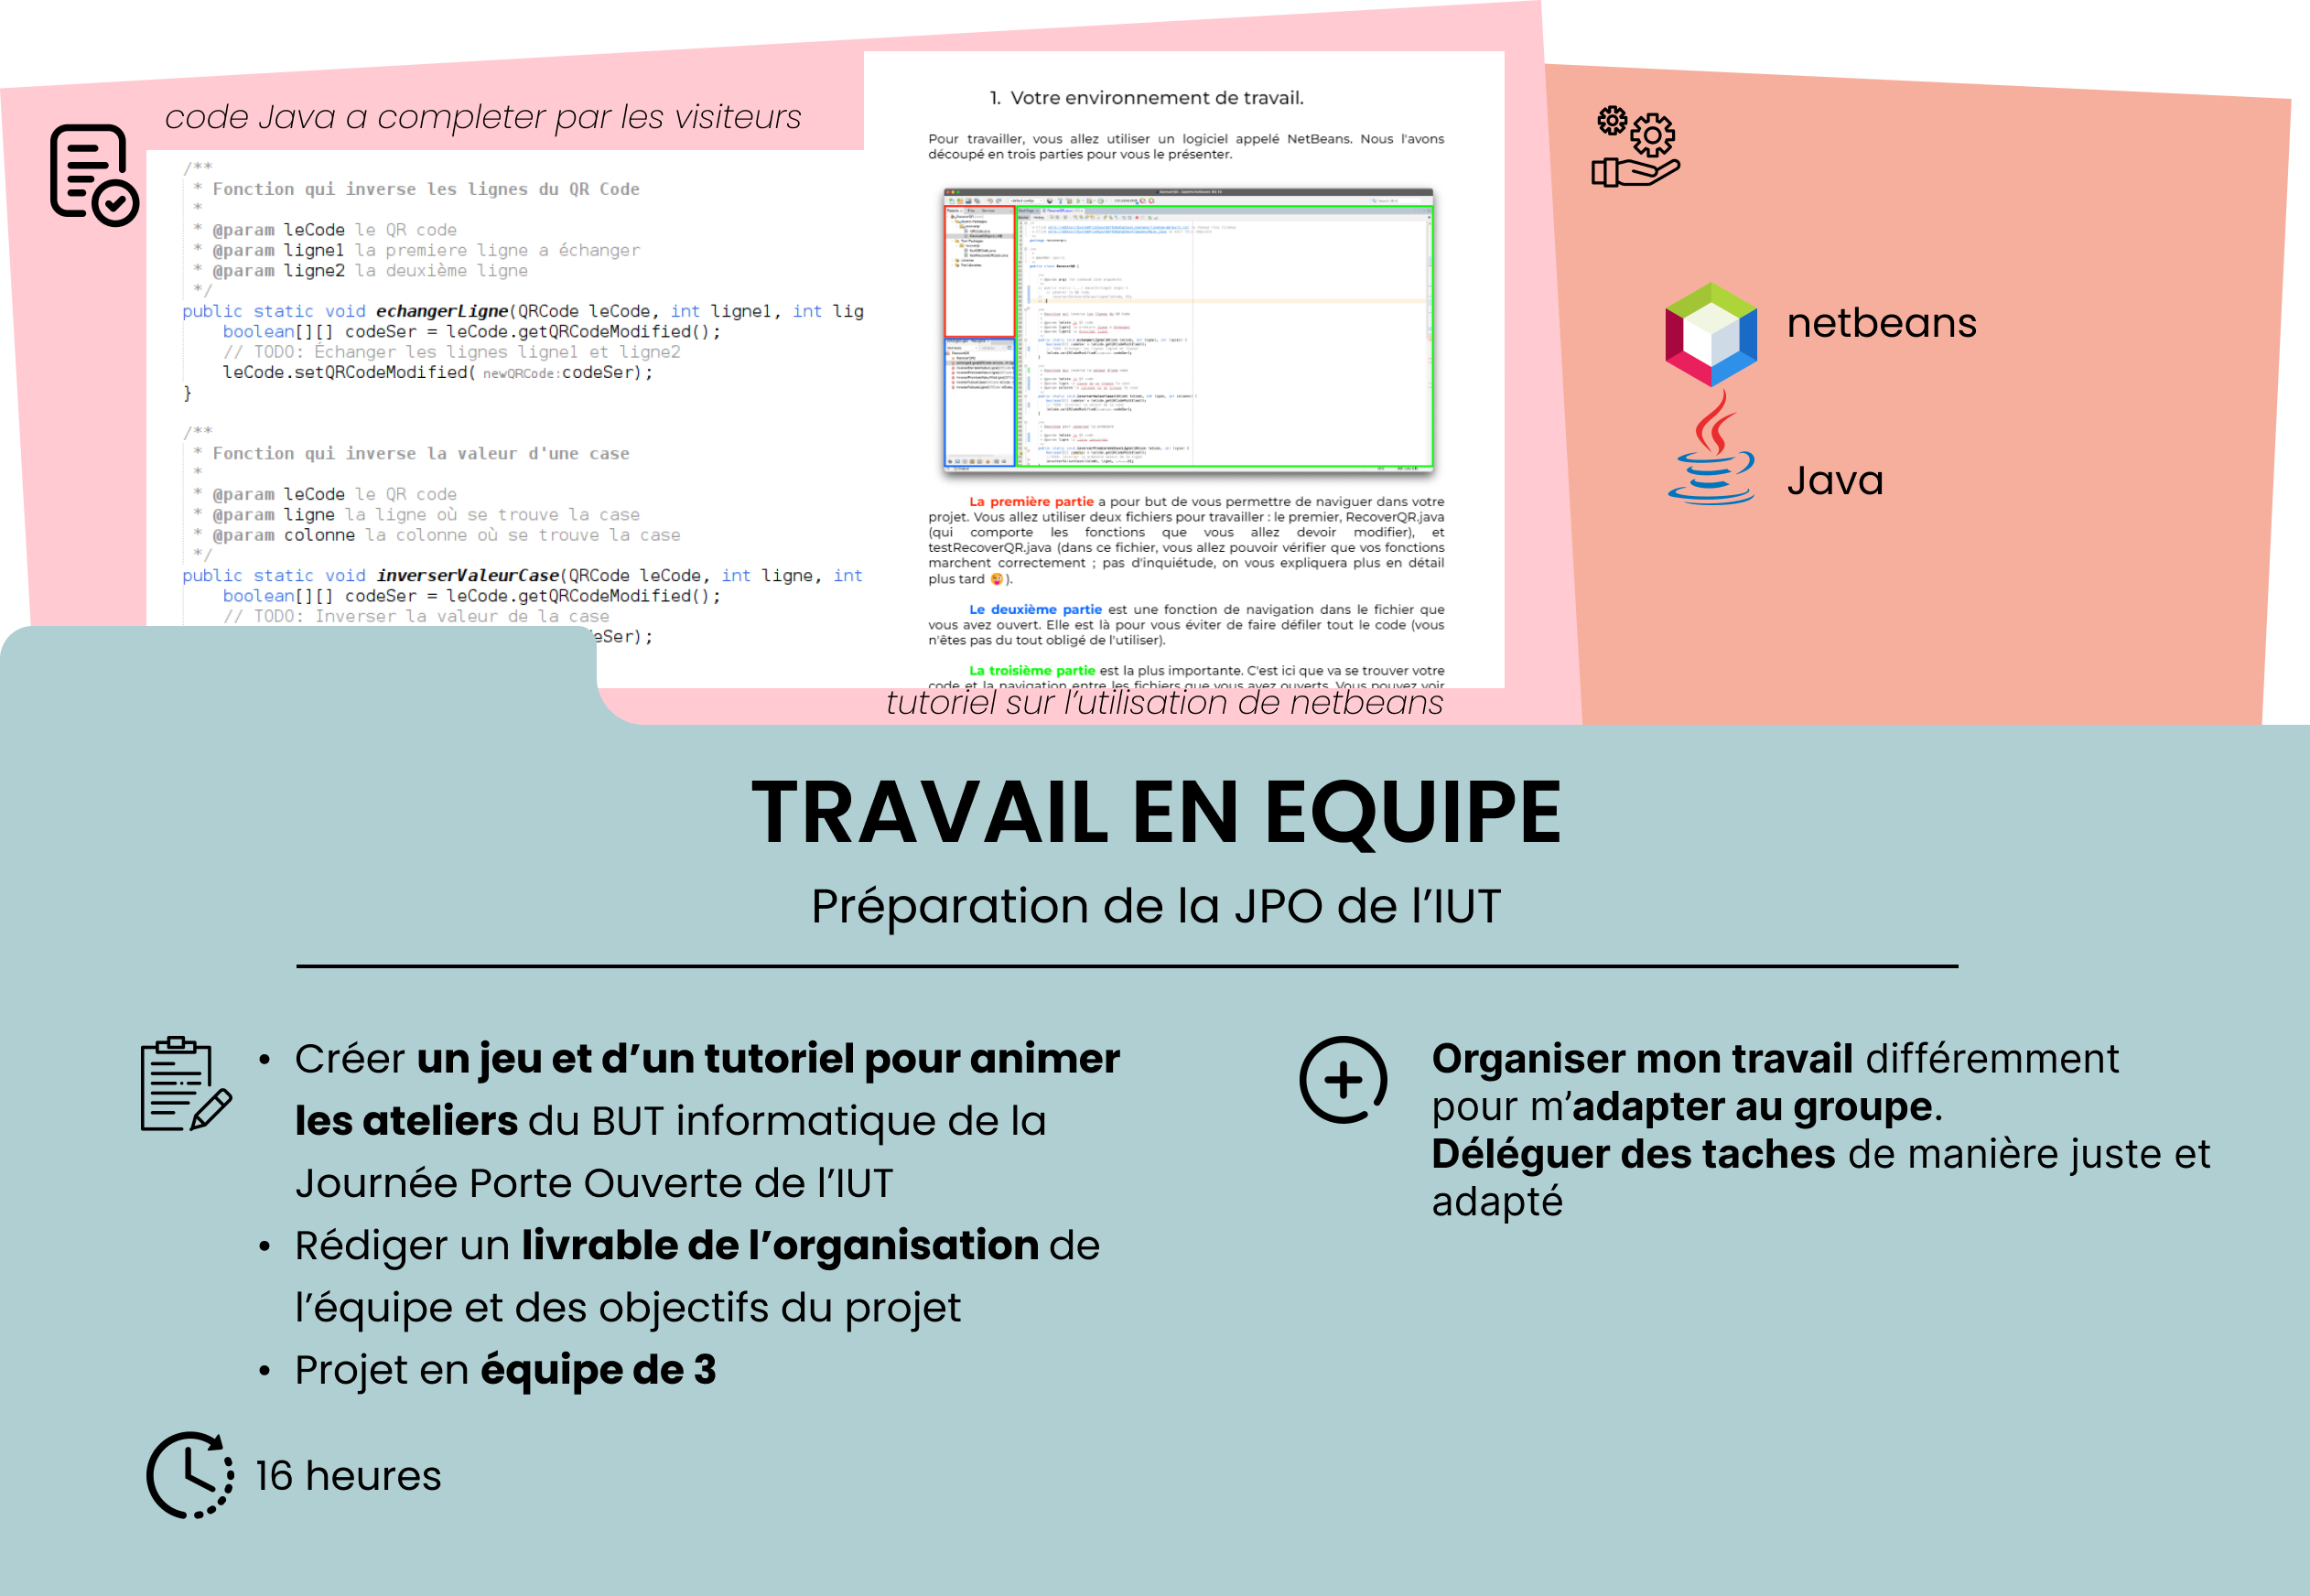 code Java a completer par les visiteurs
/**
* Fonction qui inverse les lignes du QR Code
*
* @param leCode le QR code
* @param ligne1 la premiere ligne a échanger
* @param ligne2 la deuxième ligne
*/
public static void echangerLigne(QRCode leCode, int ligne1, int lig
boolean[][] codeSer = leCode.getQRCodeModified();
// TODO: Échanger les lignes ligne1 et ligne2
leCode.setQRCodeModified( newQRCode: codeSer);
}
/**
* Fonction qui inverse la valeur d'une case
*
* @param leCode le QR code
* @param ligne la ligne où se trouve la case
* @param colonne la colonne où se trouve la case
*/
public static void inverserValeurCase(QRCode leCode, int ligne, int
boolean[][] codeSer = leCode.getQRCodeModified();
// TODO: Inverser la valeur de la case
eSer);
1. Votre environnement de travail.
Pour travailler, vous allez utiliser un logiciel appelé NetBeans. Nous l'avons
découpé en trois parties pour vous le présenter.
La première partie a pour but de vous permettre de naviguer dans votre
projet. Vous allez utiliser deux fichiers pour travailler : le premier, RecoverQR.java
(qui comporte les fonctions que vous allez devoir modifier), et
testRecoverQR.java (dans ce fichier, vous allez pouvoir vérifier que vos fonctions
marchent correctement ; pas d'inquiétude, on vous expliquera plus en détail
plus tard 🤪).
Le deuxième partie est une fonction de navigation dans le fichier que
vous avez ouvert. Elle est là pour vous éviter de faire défiler tout le code (vous
n'êtes pas du tout obligé de l'utiliser).
La troisième partie est la plus importante. C'est ici que va se trouver votre
code et la navigation entre les fichiers que vous avez ouverts. Vous pouvez voir
tutoriel sur l’utilisation de netbeans
netbeans
Java
TRAVAIL EN EQUIPE
Préparation de la JPO de l’IUT
• Créer un jeu et d’un tutoriel pour animer
les ateliers du BUT informatique de la
Journée Porte Ouverte de l’IUT
• Rédiger un livrable de l’organisation de
l’équipe et des objectifs du projet
• Projet en équipe de 3
16 heures
Organiser mon travail différemment
pour m’adapter au groupe.
Déléguer des taches de manière juste et
adapté